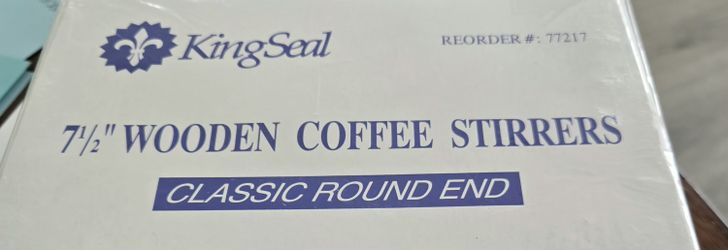 KingSeal
REORDER #: 77217
7½" WOODEN COFFEE STIRRERS
CLASSIC ROUND END